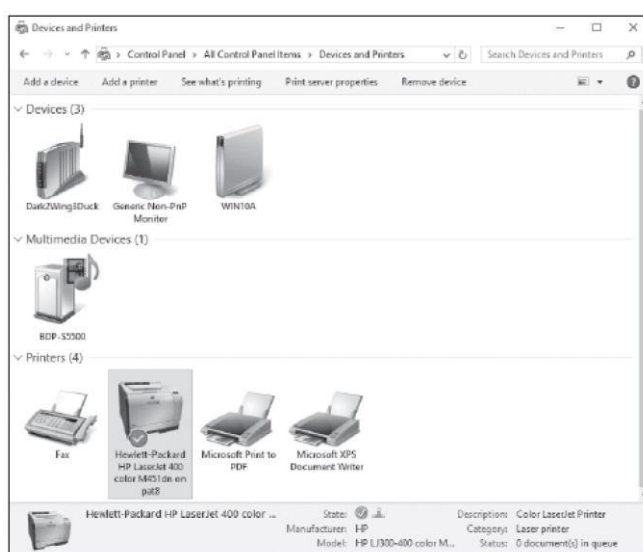 Devices and Printers
Control Panel > All Control Panel Items > Devices and Printers
Search Devices and Printers
Add a device Add a printer See what's printing Print server properties Remove device
Devices (3)
Dark2Wing3Duck
Generic Non-PnP
Monitor
WIN10A
Multimedia Devices (1)
BDP-S5500
Printers (4)
Fax
Hewlett-Packard
HP LaserJet 400
color M451dn on
pat8
Microsoft Print to
PDF
Microsoft XPS
Document Writer
Hewlett-Packard HP LaserJet 400 color ...
State:
Manufacturer: HP
Model: HP LJ300-400 color M...
Description: Color LaserJet Printer
Category: Laser printer
Status: 0 document(s) in queue